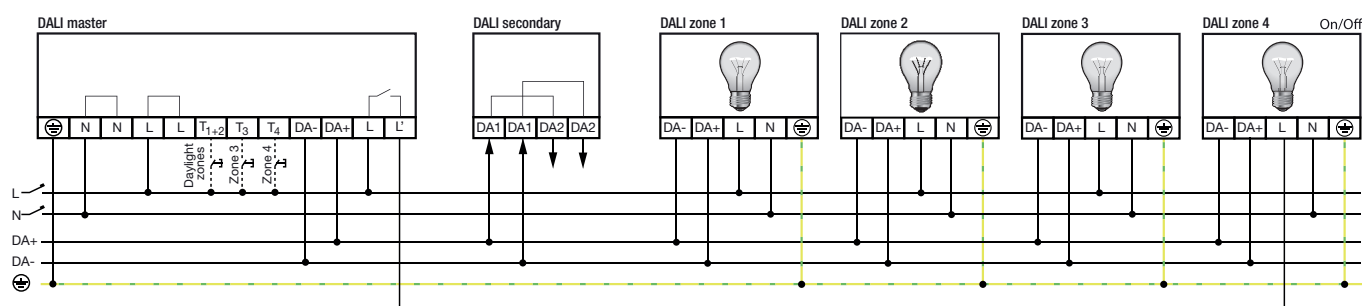 DALI master
DALI secondary
DALI zone 1
DALI zone 2
DALI zone 3
DALI zone 4
On/Off
N N L L T1+2 T3 T4 DA- DA+ L L'
DA1 DA1 DA2 DA2
DA- DA+ L N
DA- DA+ L N
DA- DA+ L N
DA- DA+ L N
Daylight
zones
Zone 3
Zone 4
L
N
DA+
DA-